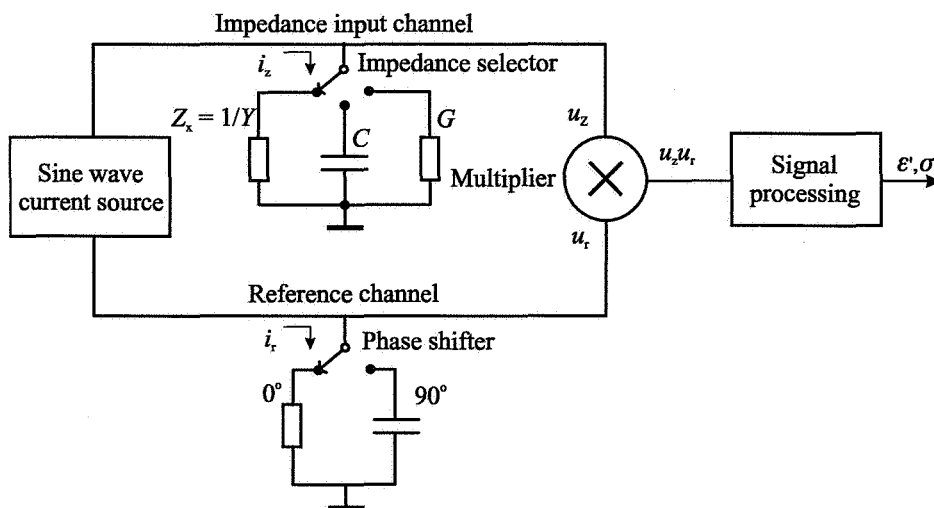 Impedance input channel
i_z
Impedance selector
Z_x = 1/Y
C
G
u_Z
Sine wave
current source
Multiplier
u_z u_r
Signal
processing
ε',σ
u_r
Reference channel
i_r
Phase shifter
0°
90°